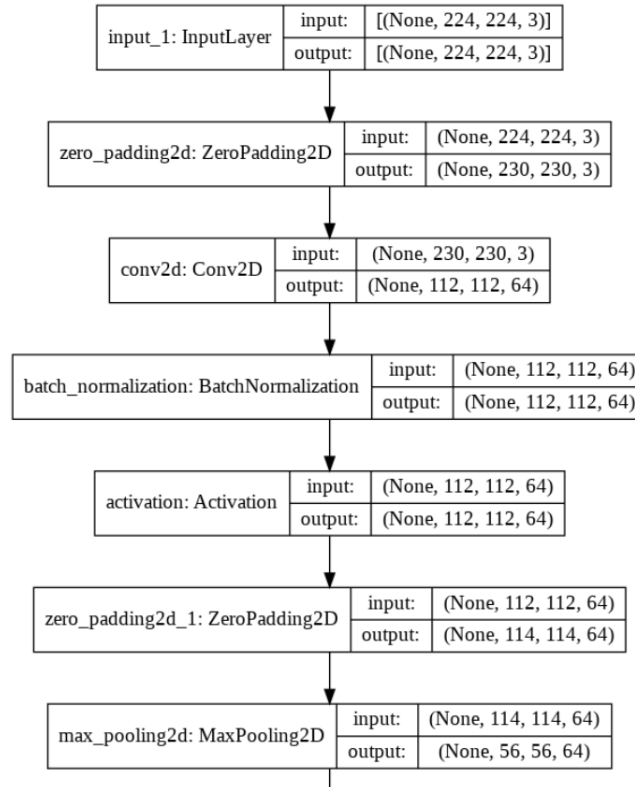 input_1: InputLayer
input: [(None, 224, 224, 3)]
output: [(None, 224, 224, 3)]
zero_padding2d: ZeroPadding2D
input: (None, 224, 224, 3)
output: (None, 230, 230, 3)
conv2d: Conv2D
input: (None, 230, 230, 3)
output: (None, 112, 112, 64)
batch_normalization: BatchNormalization
input: (None, 112, 112, 64)
output: (None, 112, 112, 64)
activation: Activation
input: (None, 112, 112, 64)
output: (None, 112, 112, 64)
zero_padding2d_1: ZeroPadding2D
input: (None, 112, 112, 64)
output: (None, 114, 114, 64)
max_pooling2d: MaxPooling2D
input: (None, 114, 114, 64)
output: (None, 56, 56, 64)